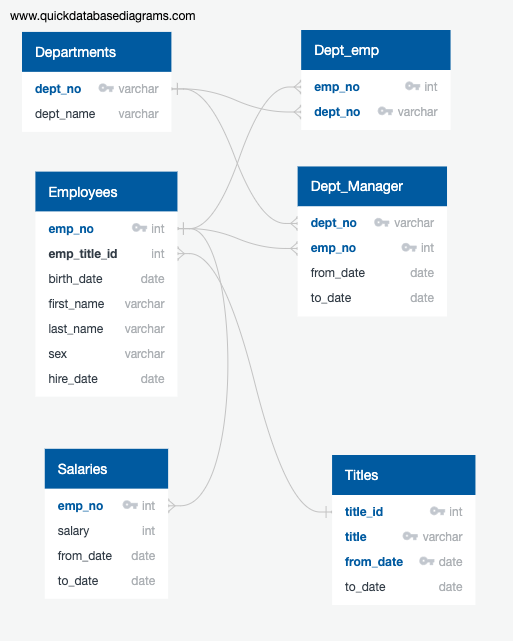 www.quickdatabasediagrams.com
Departments
dept_no varchar
dept_name varchar
Dept_emp
emp_no int
dept_no varchar
Employees
emp_no int
emp_title_id int
birth_date date
first_name varchar
last_name varchar
sex varchar
hire_date date
Dept_Manager
dept_no varchar
emp_no int
from_date date
to_date date
Salaries
emp_no int
salary int
from_date date
to_date date
Titles
title_id int
title varchar
from_date date
to_date date